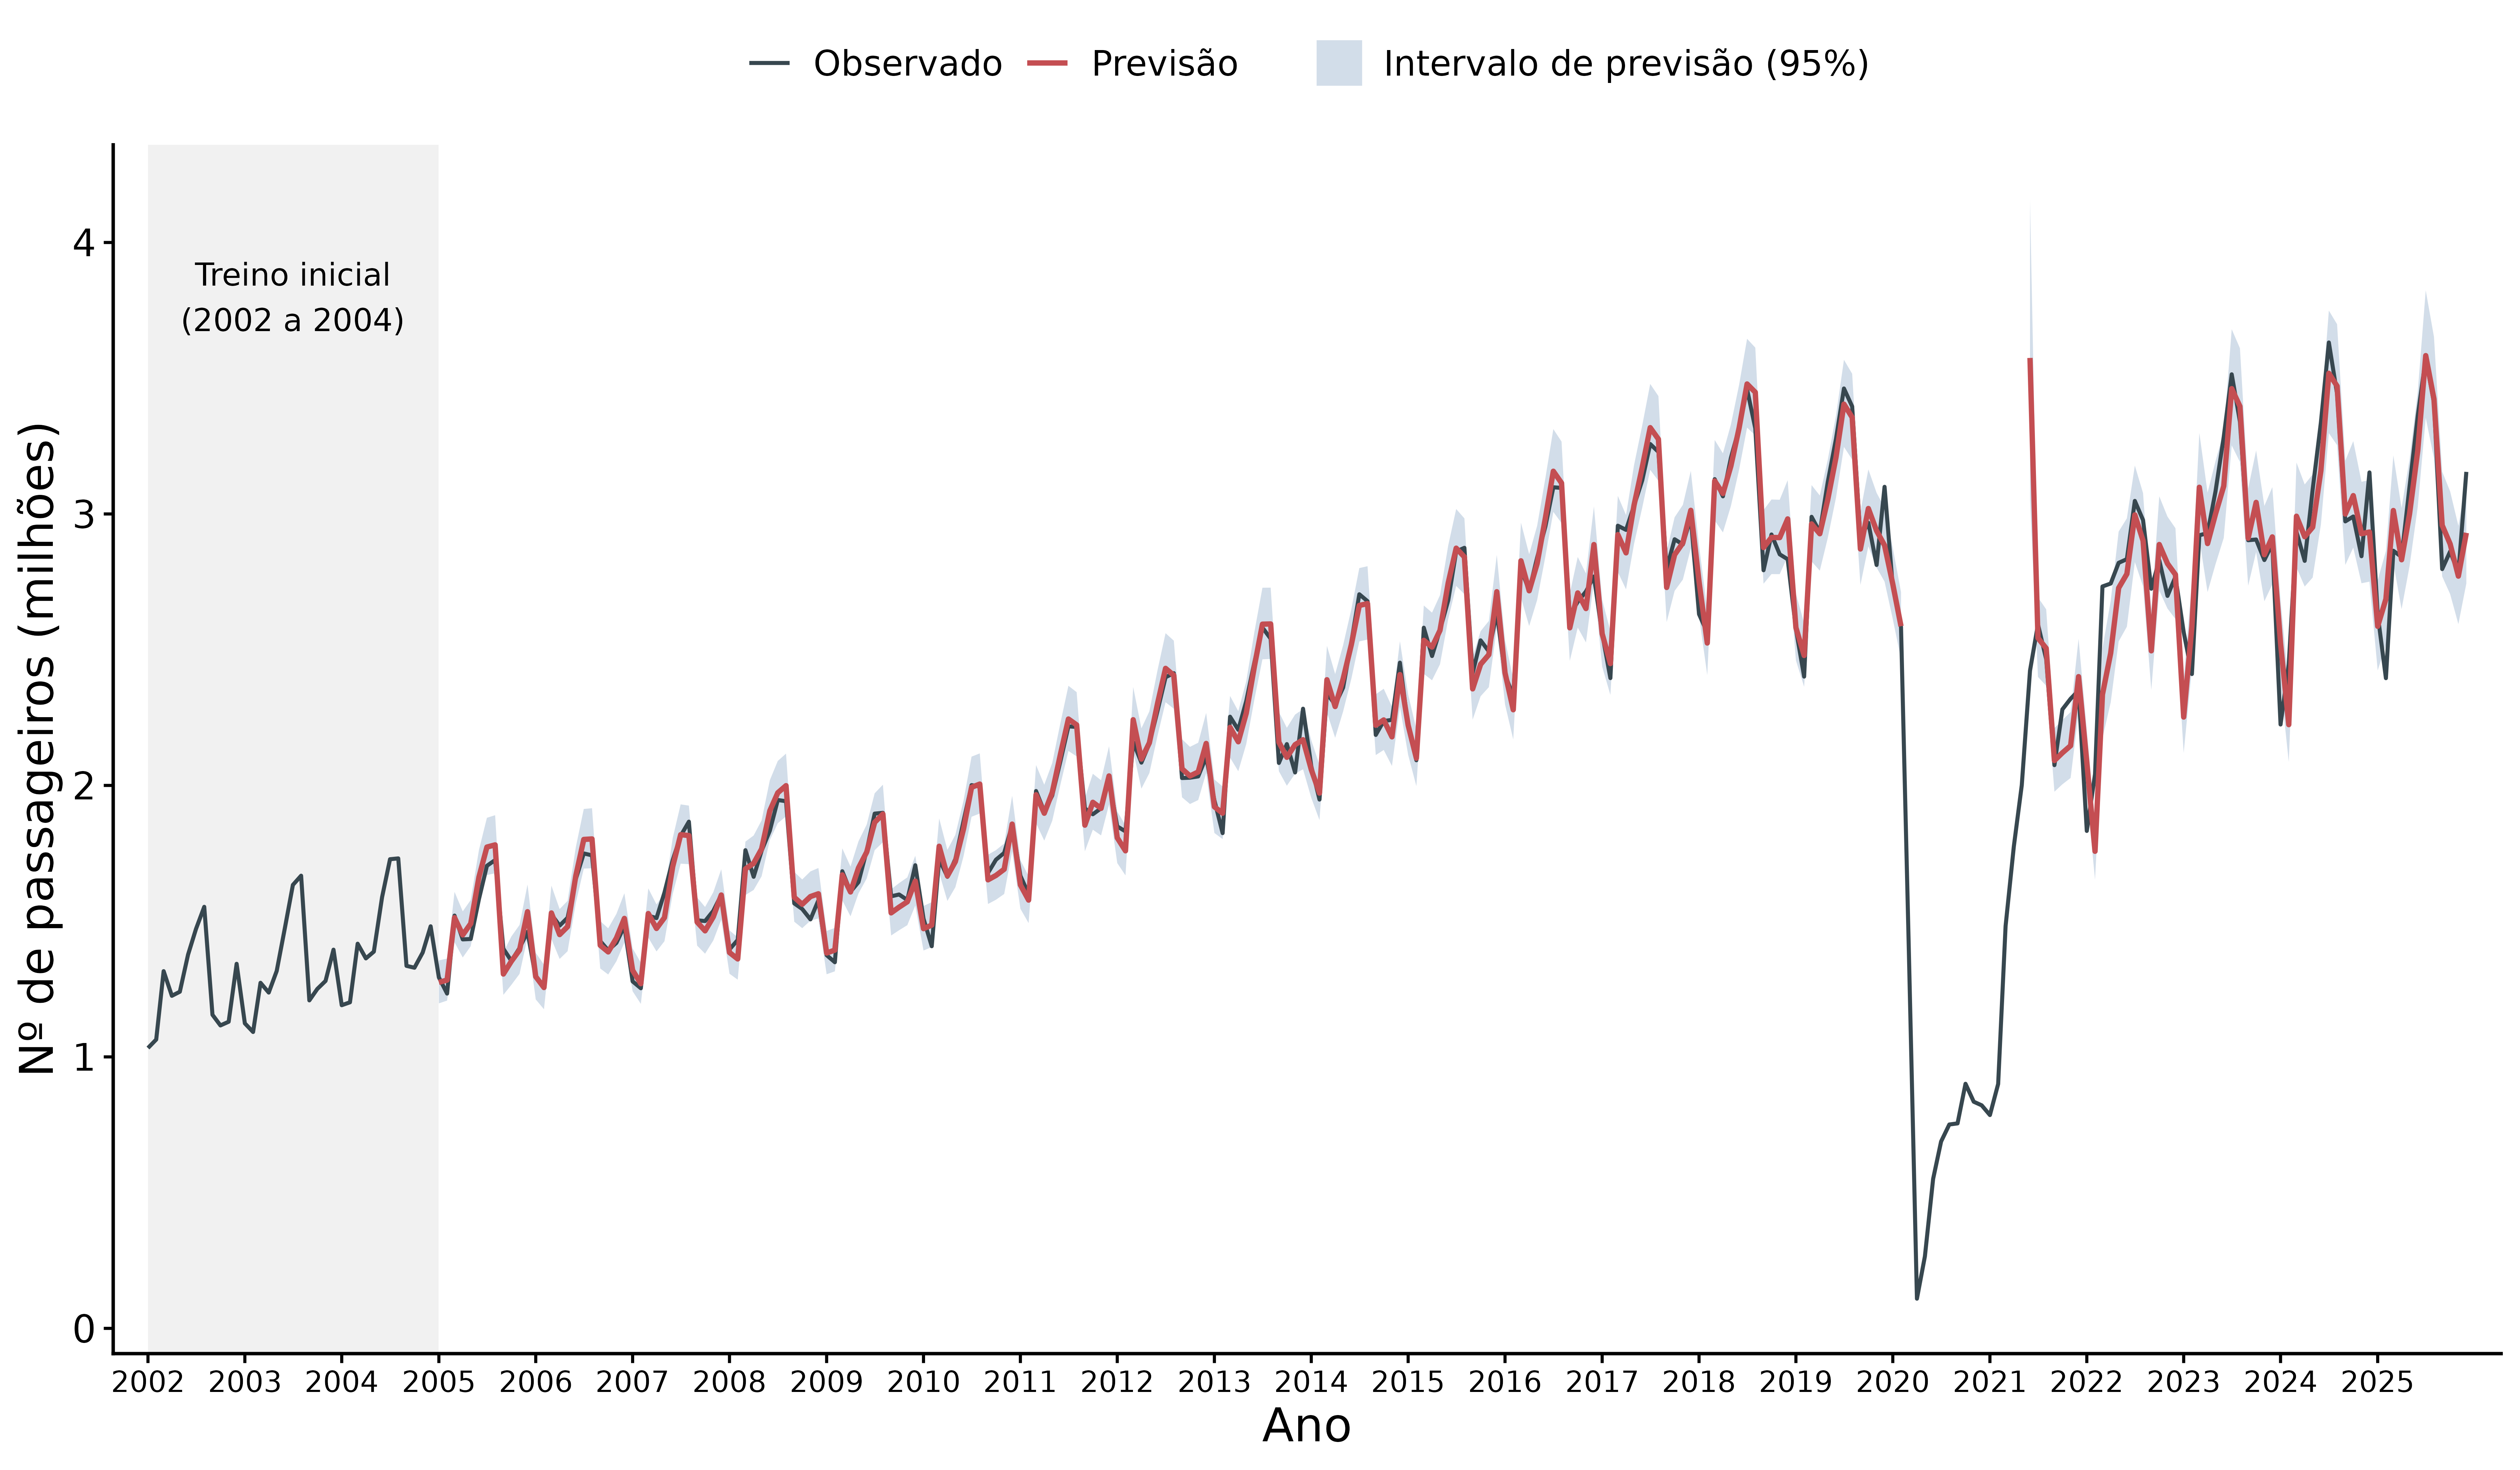 Observado Previsão Intervalo de previsão (95%)
Treino inicial
(2002 a 2004)
Nº de passageiros (milhões)
4
3
2
1
0
2002 2003 2004 2005 2006 2007 2008 2009 2010 2011 2012 2013 2014 2015 2016 2017 2018 2019 2020 2021 2022 2023 2024 2025
Ano